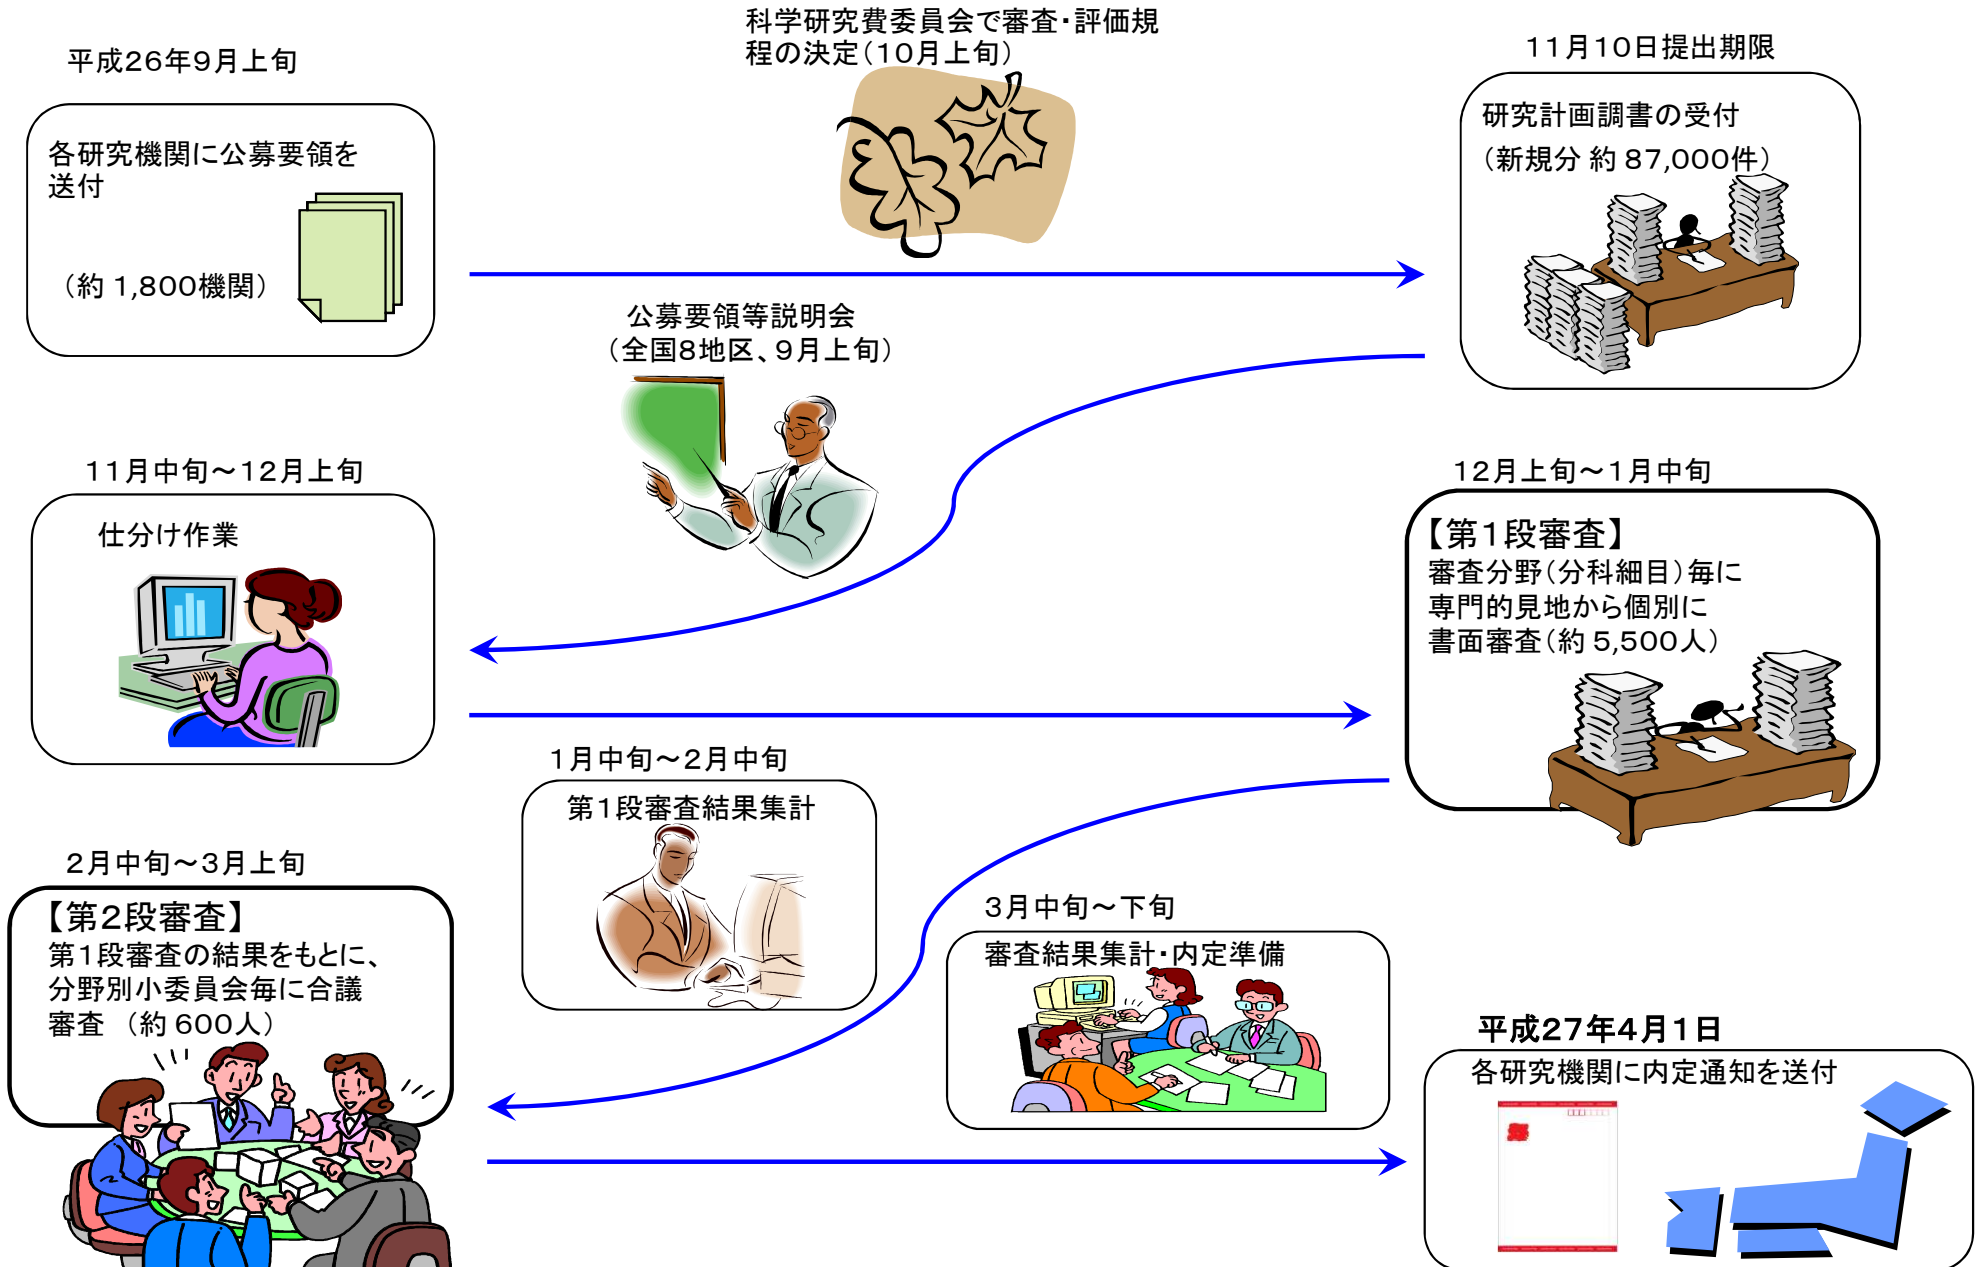 平成26年9月上旬
各研究機関に公募要領を
送付
（約 1,800機関）
科学研究費委員会で審査・評価規
程の決定（10月上旬）
公募要領等説明会
（全国8地区、9月上旬）
11月10日提出期限
研究計画調書の受付
（新規分 約 87,000件）
11月中旬～12月上旬
仕分け作業
12月上旬～1月中旬
【第1段審査】
審査分野（分科細目）毎に
専門的見地から個別に
書面審査（約 5,500人）
1月中旬～2月中旬
第1段審査結果集計
2月中旬～3月上旬
【第2段審査】
第1段審査の結果をもとに、
分野別小委員会毎に合議
審査 （約 600人）
3月中旬～下旬
審査結果集計・内定準備
平成27年4月1日
各研究機関に内定通知を送付